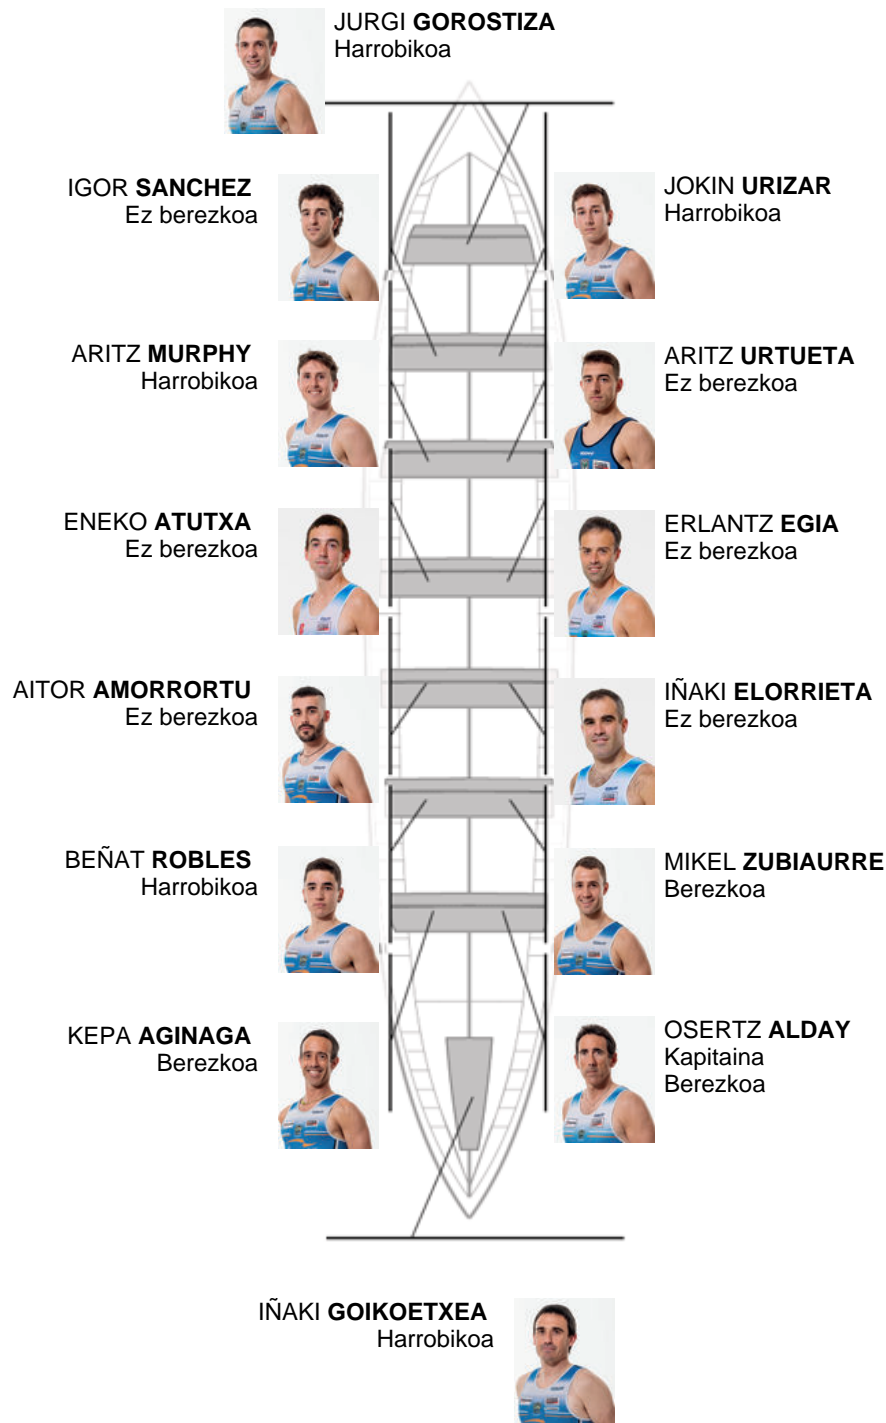 JURGI GOROSTIZA
Harrobikoa
IGOR SANCHEZ
Ez berezkoa
JOKIN URIZAR
Harrobikoa
ARITZ MURPHY
Harrobikoa
ARITZ URTUETA
Ez berezkoa
ENEKO ATUTXA
Ez berezkoa
ERLANTZ EGIA
Ez berezkoa
AITOR AMORRORTU
Ez berezkoa
IÑAKI ELORRIETA
Ez berezkoa
BEÑAT ROBLES
Harrobikoa
MIKEL ZUBIAURRE
Berezkoa
KEPA AGINAGA
Berezkoa
OSERTZ ALDAY
Kapitaina
Berezkoa
IÑAKI GOIKOETXEA
Harrobikoa